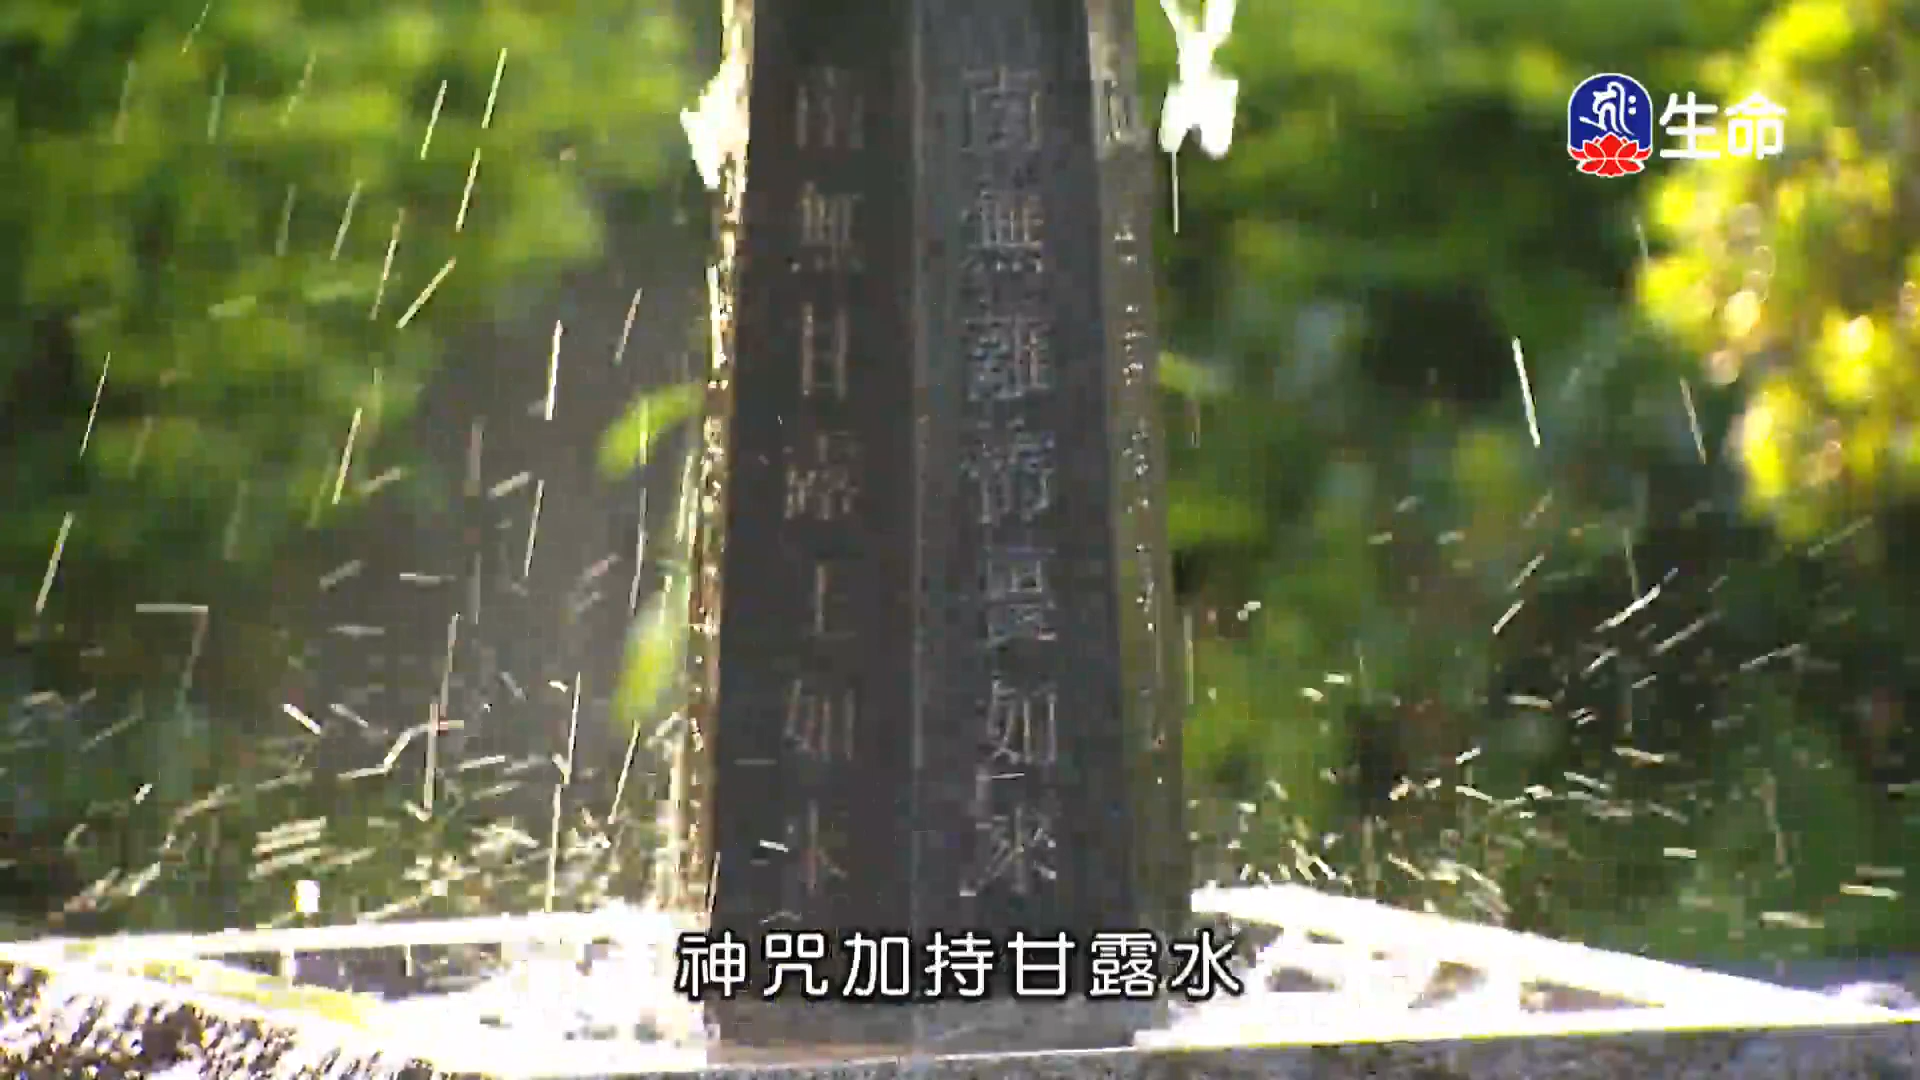 生命
南無甘露王如來
南無離怖畏如來
神咒加持甘露水